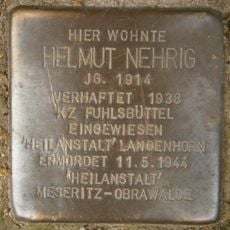 HIER WOHNTE
HELMUT NEHRIG
JG. 1914
VERHAFTET 1938
KZ FUHLSBÜTTEL
EINGEWIESEN
'HEILANSTALT' LANGENHORN
ERMORDET 11.5.1944
'HEILANSTALT'
MESERITZ-OBRAWALDE